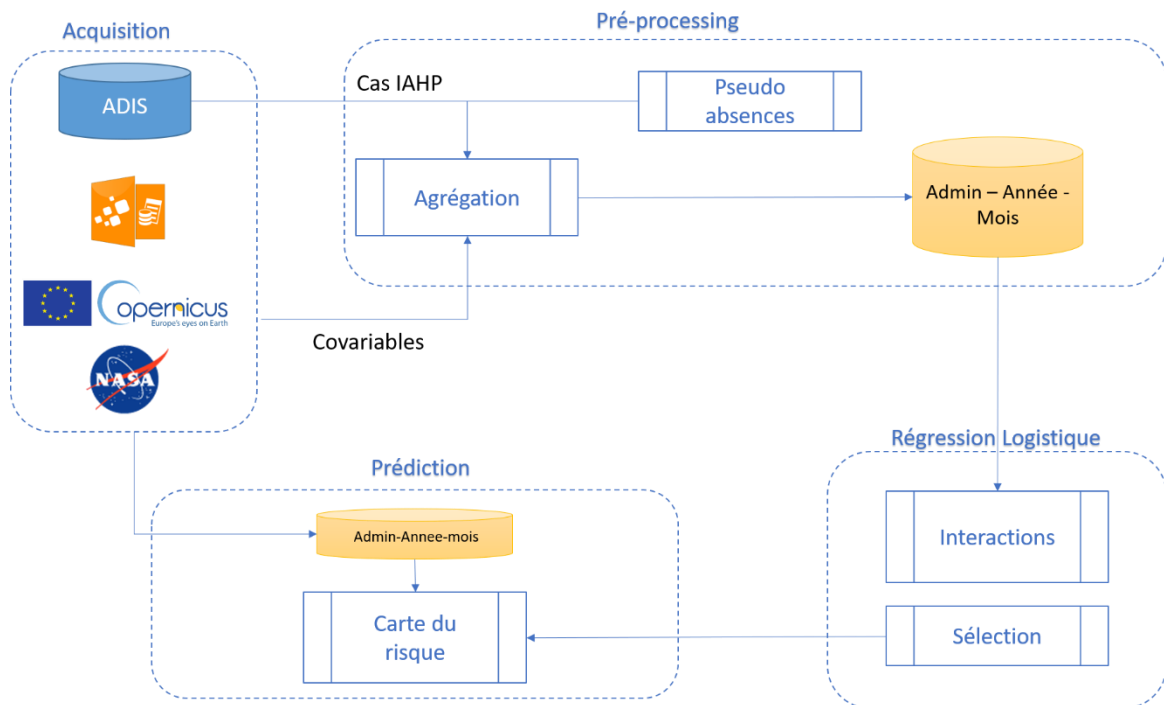 Acquisition
ADIS
opernicus
Europe's eyes on Earth
NASA
Pré-processing
Cas IAHP
Pseudo
absences
Agrégation
Admin – Année -
Mois
Covariables
Régression Logistique
Interactions
Sélection
Prédiction
Admin-Annee-mois
Carte du
risque